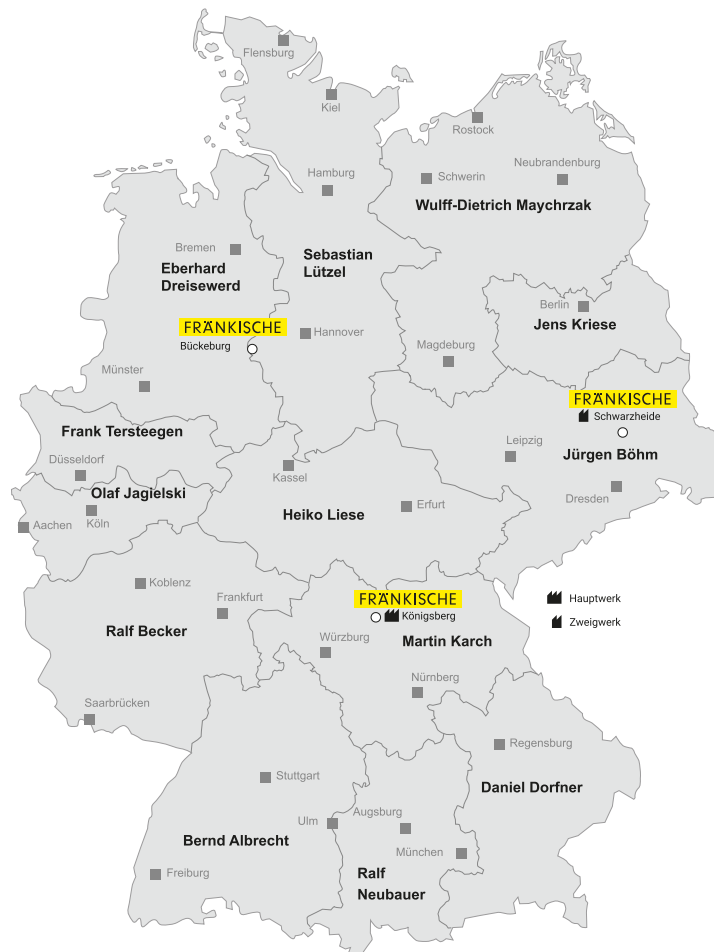 Flensburg
Kiel
Rostock
Hamburg
Schwerin
Neubrandenburg
Wulff-Dietrich Maychrzak
Bremen
Sebastian
Lützel
Eberhard
Dreisewerd
Berlin
Jens Kriese
FRÄNKISCHE
Bückeburg
Hannover
Magdeburg
Münster
FRÄNKISCHE
Schwarzheide
Frank Tersteegen
Leipzig
Jürgen Böhm
Düsseldorf
Kassel
Olaf Jagielski
Dresden
Aachen
Köln
Heiko Liese
Erfurt
Koblenz
Frankfurt
FRÄNKISCHE
Königsberg
Hauptwerk
Zweigwerk
Ralf Becker
Würzburg
Martin Karch
Nürnberg
Saarbrücken
Regensburg
Stuttgart
Daniel Dorfner
Ulm
Augsburg
Bernd Albrecht
München
Freiburg
Ralf
Neubauer